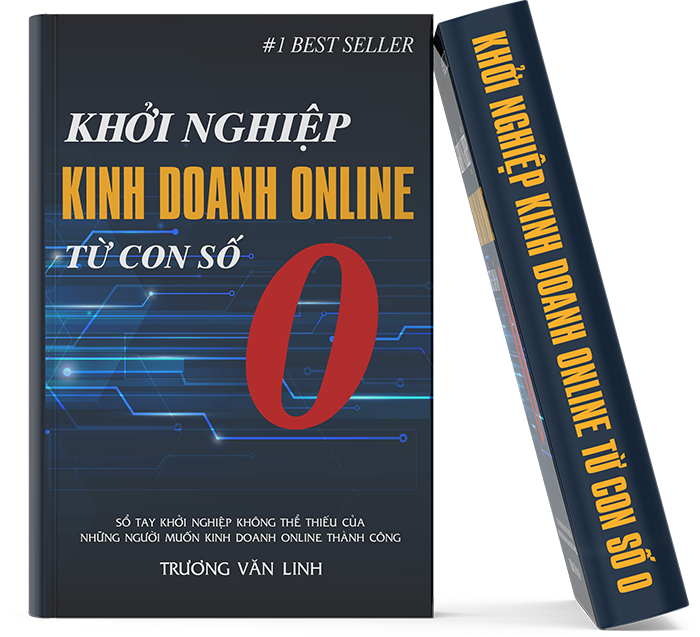 #1 BEST SELLER
KHỞI NGHIỆP
KINH DOANH ONLINE
TỪ CON SỐ
0
SỔ TAY KHỞI NGHIỆP KHÔNG THỂ THIẾU CỦA
NHỮNG NGƯỜI MUỐN KINH DOANH ONLINE THÀNH CÔNG
TRƯƠNG VĂN LINH
KHỞI NGHIỆP KINH DOANH ONLINE TỪ CON SỐ 0